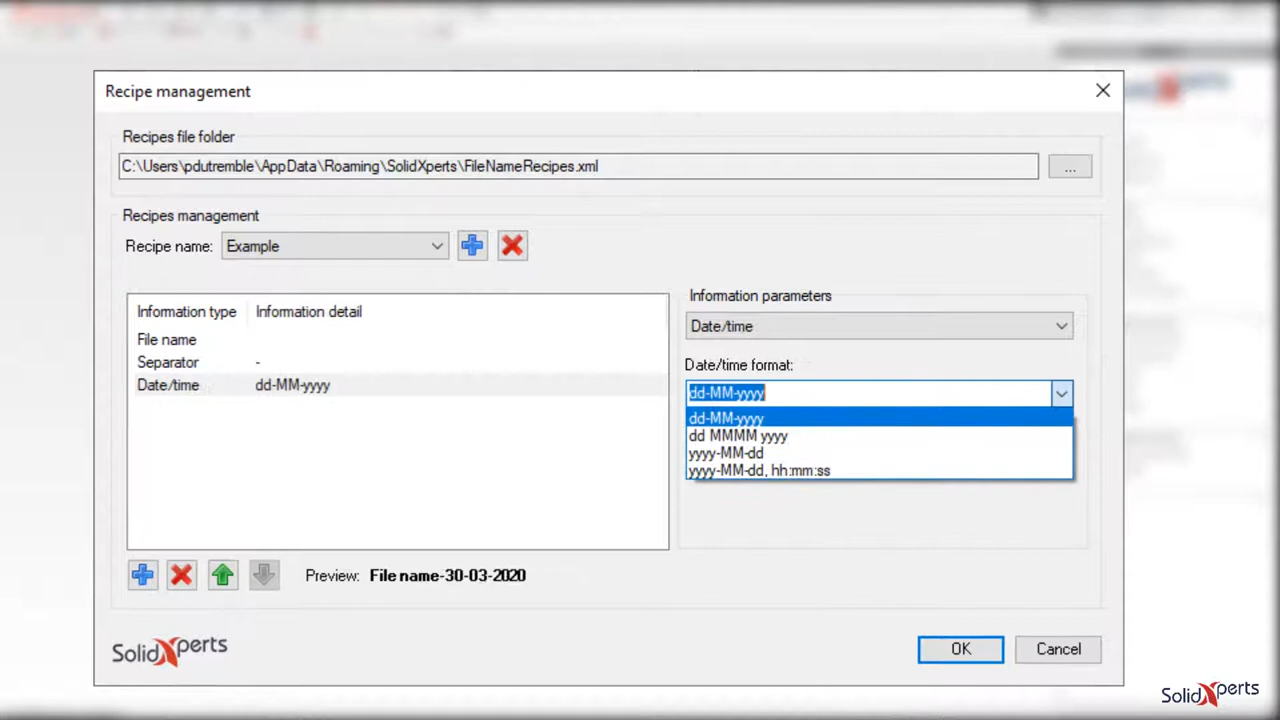 Recipe management
Recipes file folder
C:\Users\pdutremble\AppData\Roaming\SolidXperts\FileNameRecipes.xml
...
Recipes management
Recipe name: Example
Information type Information detail
File name
Separator -
Date/time dd-MM-yyyy
Information parameters
Date/time
Date/time format:
dd-MM-yyyy
dd-MM-yyyy
dd MMMM yyyy
yyyy-MM-dd
yyyy-MM-dd, hh:mm:ss
Preview: File name-30-03-2020
SolidXperts
OK Cancel
SolidXperts